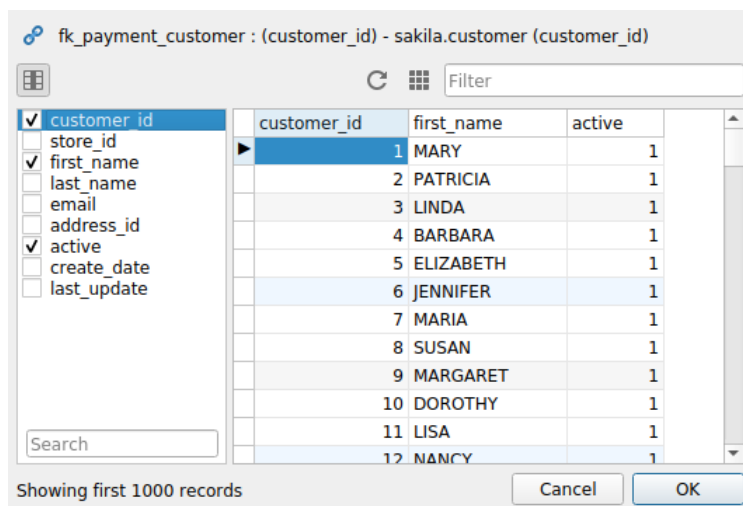 fk_payment_customer : (customer_id) - sakila.customer (customer_id)
Filter
customer_id
store_id
first_name
last_name
email
address_id
active
create_date
last_update
Search
customer_id first_name active
1 MARY 1
2 PATRICIA 1
3 LINDA 1
4 BARBARA 1
5 ELIZABETH 1
6 JENNIFER 1
7 MARIA 1
8 SUSAN 1
9 MARGARET 1
10 DOROTHY 1
11 LISA 1
12 NANCY 1
Showing first 1000 records
Cancel
OK